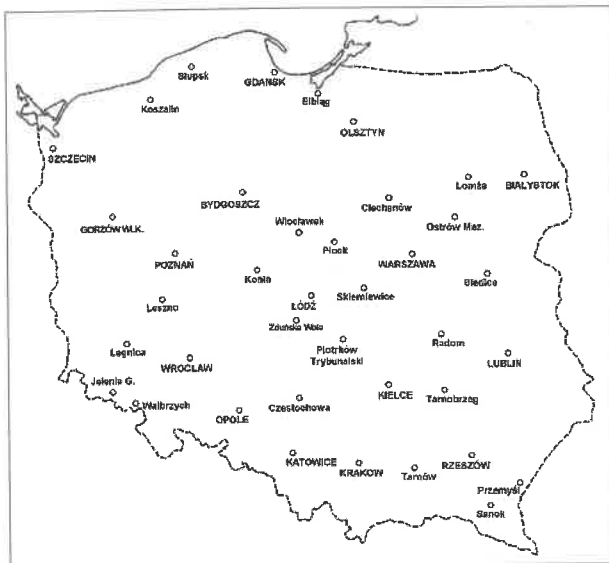 Słupsk
GDAŃSK
Koszalin
Elbląg
OLSZTYN
SZCZECIN
Łomża
BIAŁYSTOK
BYDGOSZCZ
Ciechanów
GORZÓW WLK.
Ostrów Maz.
Włocławek
Płock
POZNAŃ
WARSZAWA
Konin
Siedlce
Leszno
ŁÓDŹ
Skierniewice
Zduńska Wola
Legnica
Piotrków
Trybunalski
Radom
WROCŁAW
LUBLIN
Jelenia G.
Wałbrzych
KIELCE
Tarnobrzeg
Częstochowa
OPOLE
KATOWICE
KRAKÓW
Tarnów
RZESZÓW
Przemyśl
Sanok